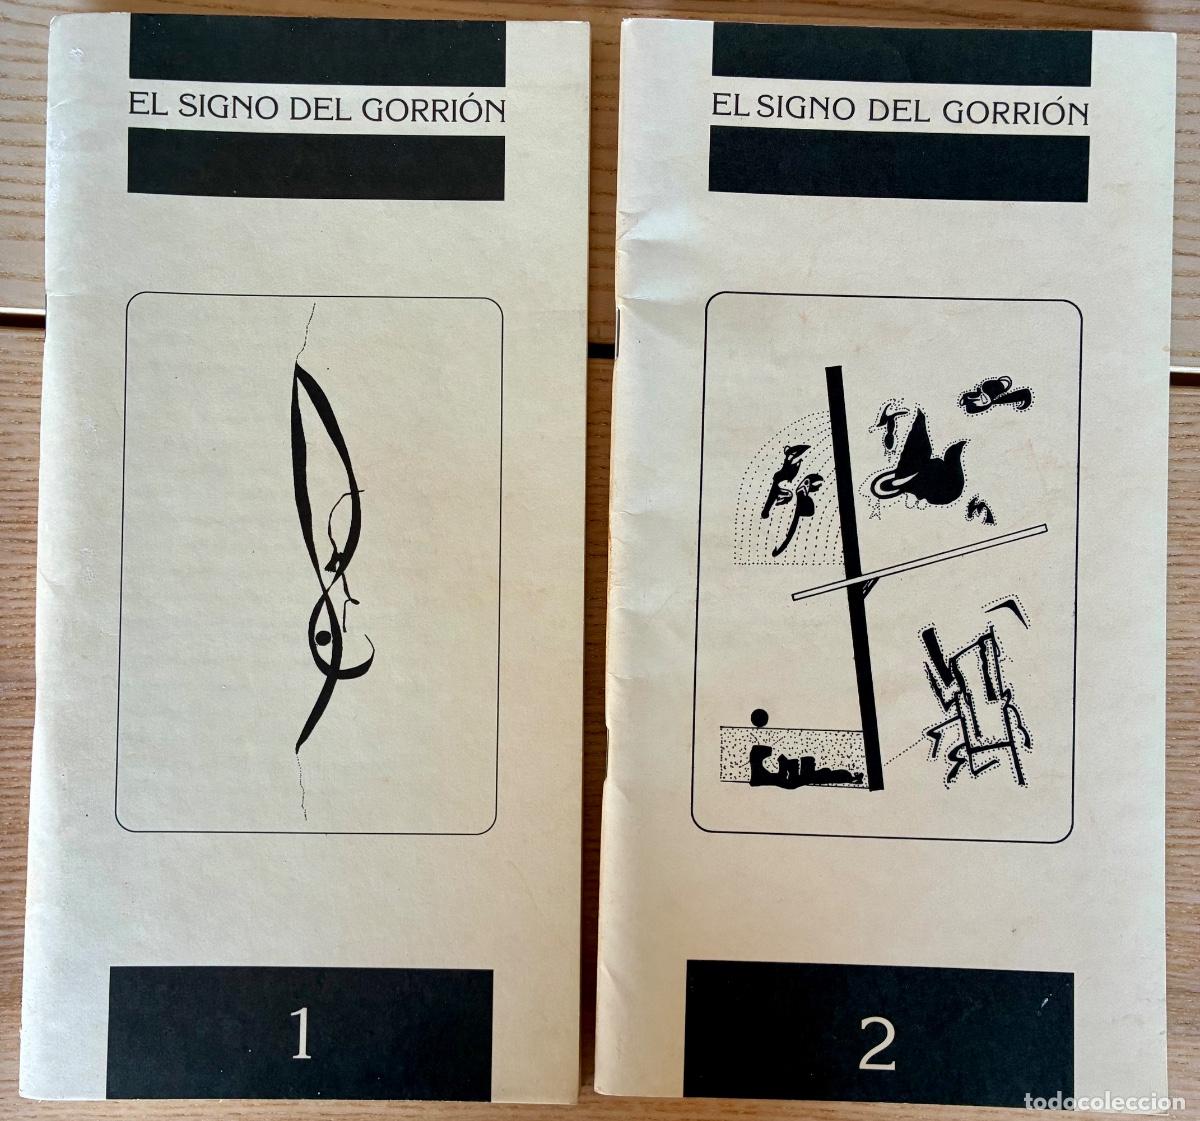 EL SIGNO DEL GORRIÓN
1
EL SIGNO DEL GORRIÓN
2
todocoleccion